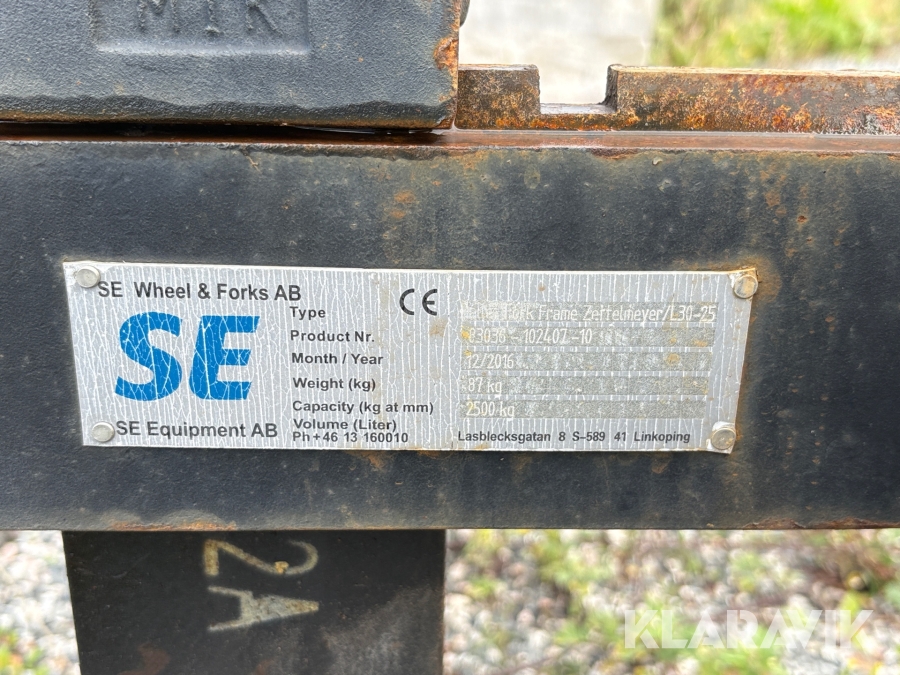 MIK
SE Wheel & Forks AB
SE
SE Equipment AB
Type Fork Frame Zettelmeyer/L30-25
Product Nr. 83036-102407-10
Month / Year 12/2016
Weight (kg) 87 kg
Capacity (kg at mm) 2500 kg
Volume (Liter)
Ph +46 13 160010 Lasblecksgatan 8 S-589 41 Linkoping
CE
2A
KLARAVIK